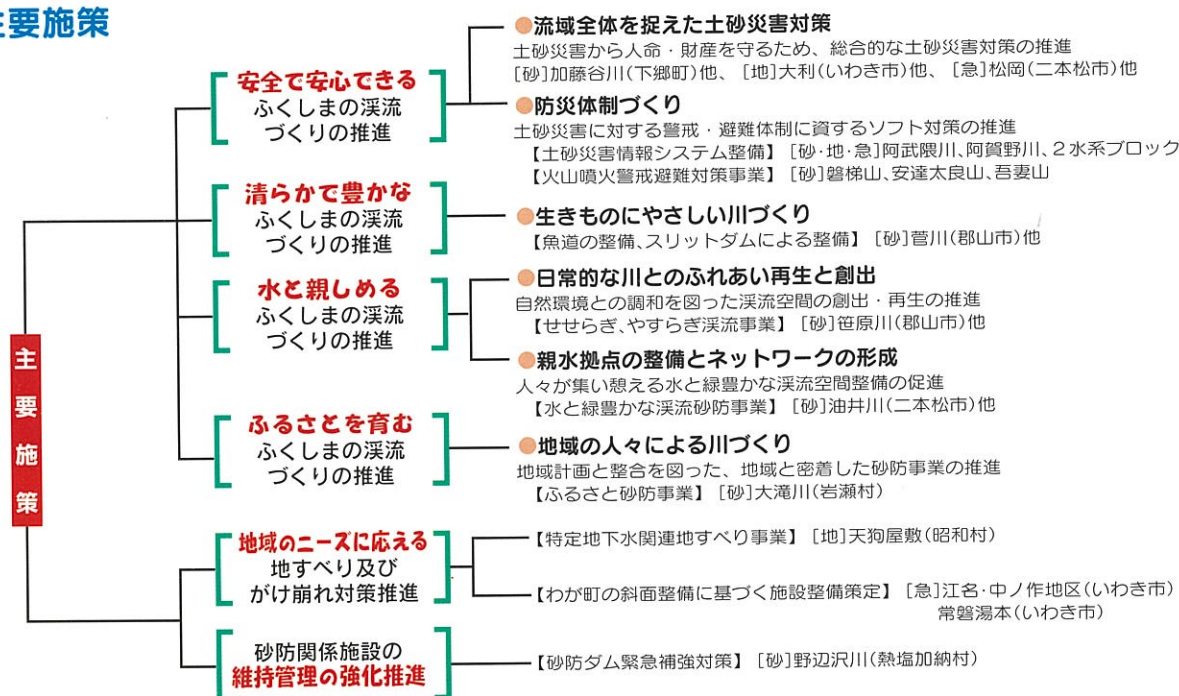 主要施策
主要施策
安全で安心できる
ふくしまの渓流
づくりの推進
●流域全体を捉えた土砂災害対策
土砂災害から人命・財産を守るため、総合的な土砂災害対策の推進
[砂]加藤谷川(下郷町)他、[地]大利(いわき市)他、[急]松岡(二本松市)他
●防災体制づくり
土砂災害に対する警戒・避難体制に資するソフト対策の推進
【土砂災害情報システム整備】 [砂・地・急]阿武隈川、阿賀野川、2水系ブロック
【火山噴火警戒避難対策事業】 [砂]磐梯山、安達太良山、吾妻山
清らかで豊かな
ふくしまの渓流
づくりの推進
●生きものにやさしい川づくり
【魚道の整備、スリットダムによる整備】 [砂]菅川(郡山市)他
水と親しめる
ふくしまの渓流
づくりの推進
●日常的な川とのふれあい再生と創出
自然環境との調和を図った渓流空間の創出・再生の推進
【せせらぎ、やすらぎ渓流事業】 [砂]笹原川(郡山市)他
●親水拠点の整備とネットワークの形成
人々が集い憩える水と緑豊かな渓流空間整備の促進
【水と緑豊かな渓流砂防事業】 [砂]油井川(二本松市)他
ふるさとを育む
ふくしまの渓流
づくりの推進
●地域の人々による川づくり
地域計画と整合を図った、地域と密着した砂防事業の推進
【ふるさと砂防事業】 [砂]大滝川(岩瀬村)
地域のニーズに応える
地すべり及び
がけ崩れ対策推進
【特定地下水関連地すべり事業】 [地]天狗屋敷(昭和村)
【わが町の斜面整備に基づく施設整備策定】 [急]江名・中ノ作地区(いわき市)
常磐湯本(いわき市)
砂防関係施設の
維持管理の強化推進
【砂防ダム緊急補強対策】 [砂]野辺沢川(熱塩加納村)